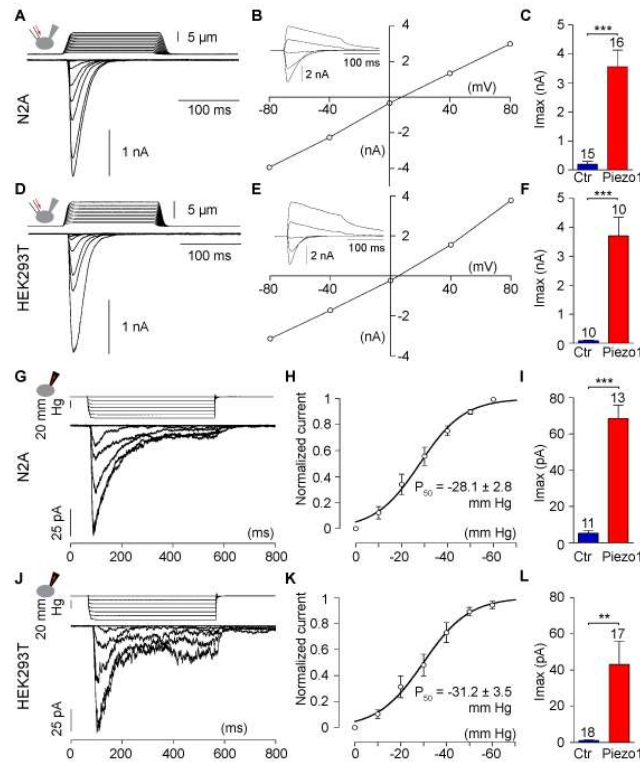 A
5 µm
N2A
100 ms
1 nA
B
4
2
100 ms
2 nA
-80
-40
0
40
80
(mV)
-2
(nA)
-4
C
***
5
4
3
2
1
0
Imax (nA)
16
15
Ctr Piezo1
D
5 µm
HEK293T
100 ms
1 nA
E
4
2
100 ms
2 nA
-80
-40
0
40
80
(mV)
-2
(nA)
-4
F
***
5
4
3
2
1
0
Imax (nA)
10
10
Ctr Piezo1
G
20 mm
Hg
N2A
25 pA
0 200 400 600 800
(ms)
H
Normalized current
1
0.8
0.6
0.4
0.2
0
P50 = -28.1 ± 2.8
mm Hg
(mm Hg)
0 -20 -40 -60
I
***
80
60
40
20
0
Imax (pA)
13
11
Ctr Piezo1
J
20 mm
Hg
HEK293T
25 pA
(ms)
0 200 400 600 800
K
Normalized current
1
0.8
0.6
0.4
0.2
0
P50 = -31.2 ± 3.5
mm Hg
(mm Hg)
0 -20 -40 -60
L
**
80
60
40
20
0
Imax (pA)
17
18
Ctr Piezo1